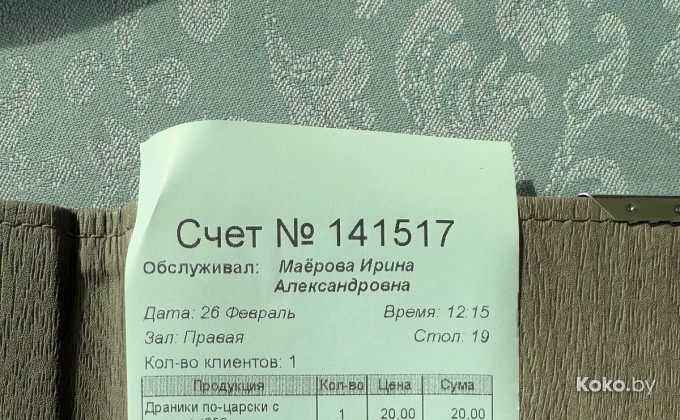 Счет № 141517
Обслуживал: Маёрова Ирина
Александровна
Дата: 26 Февраль Время: 12:15
Зал: Правая Стол: 19
Кол-во клиентов: 1
Продукция Кол-во Цена Сумма
Драники по-царски с 1 20,00 20,00
Koko.by